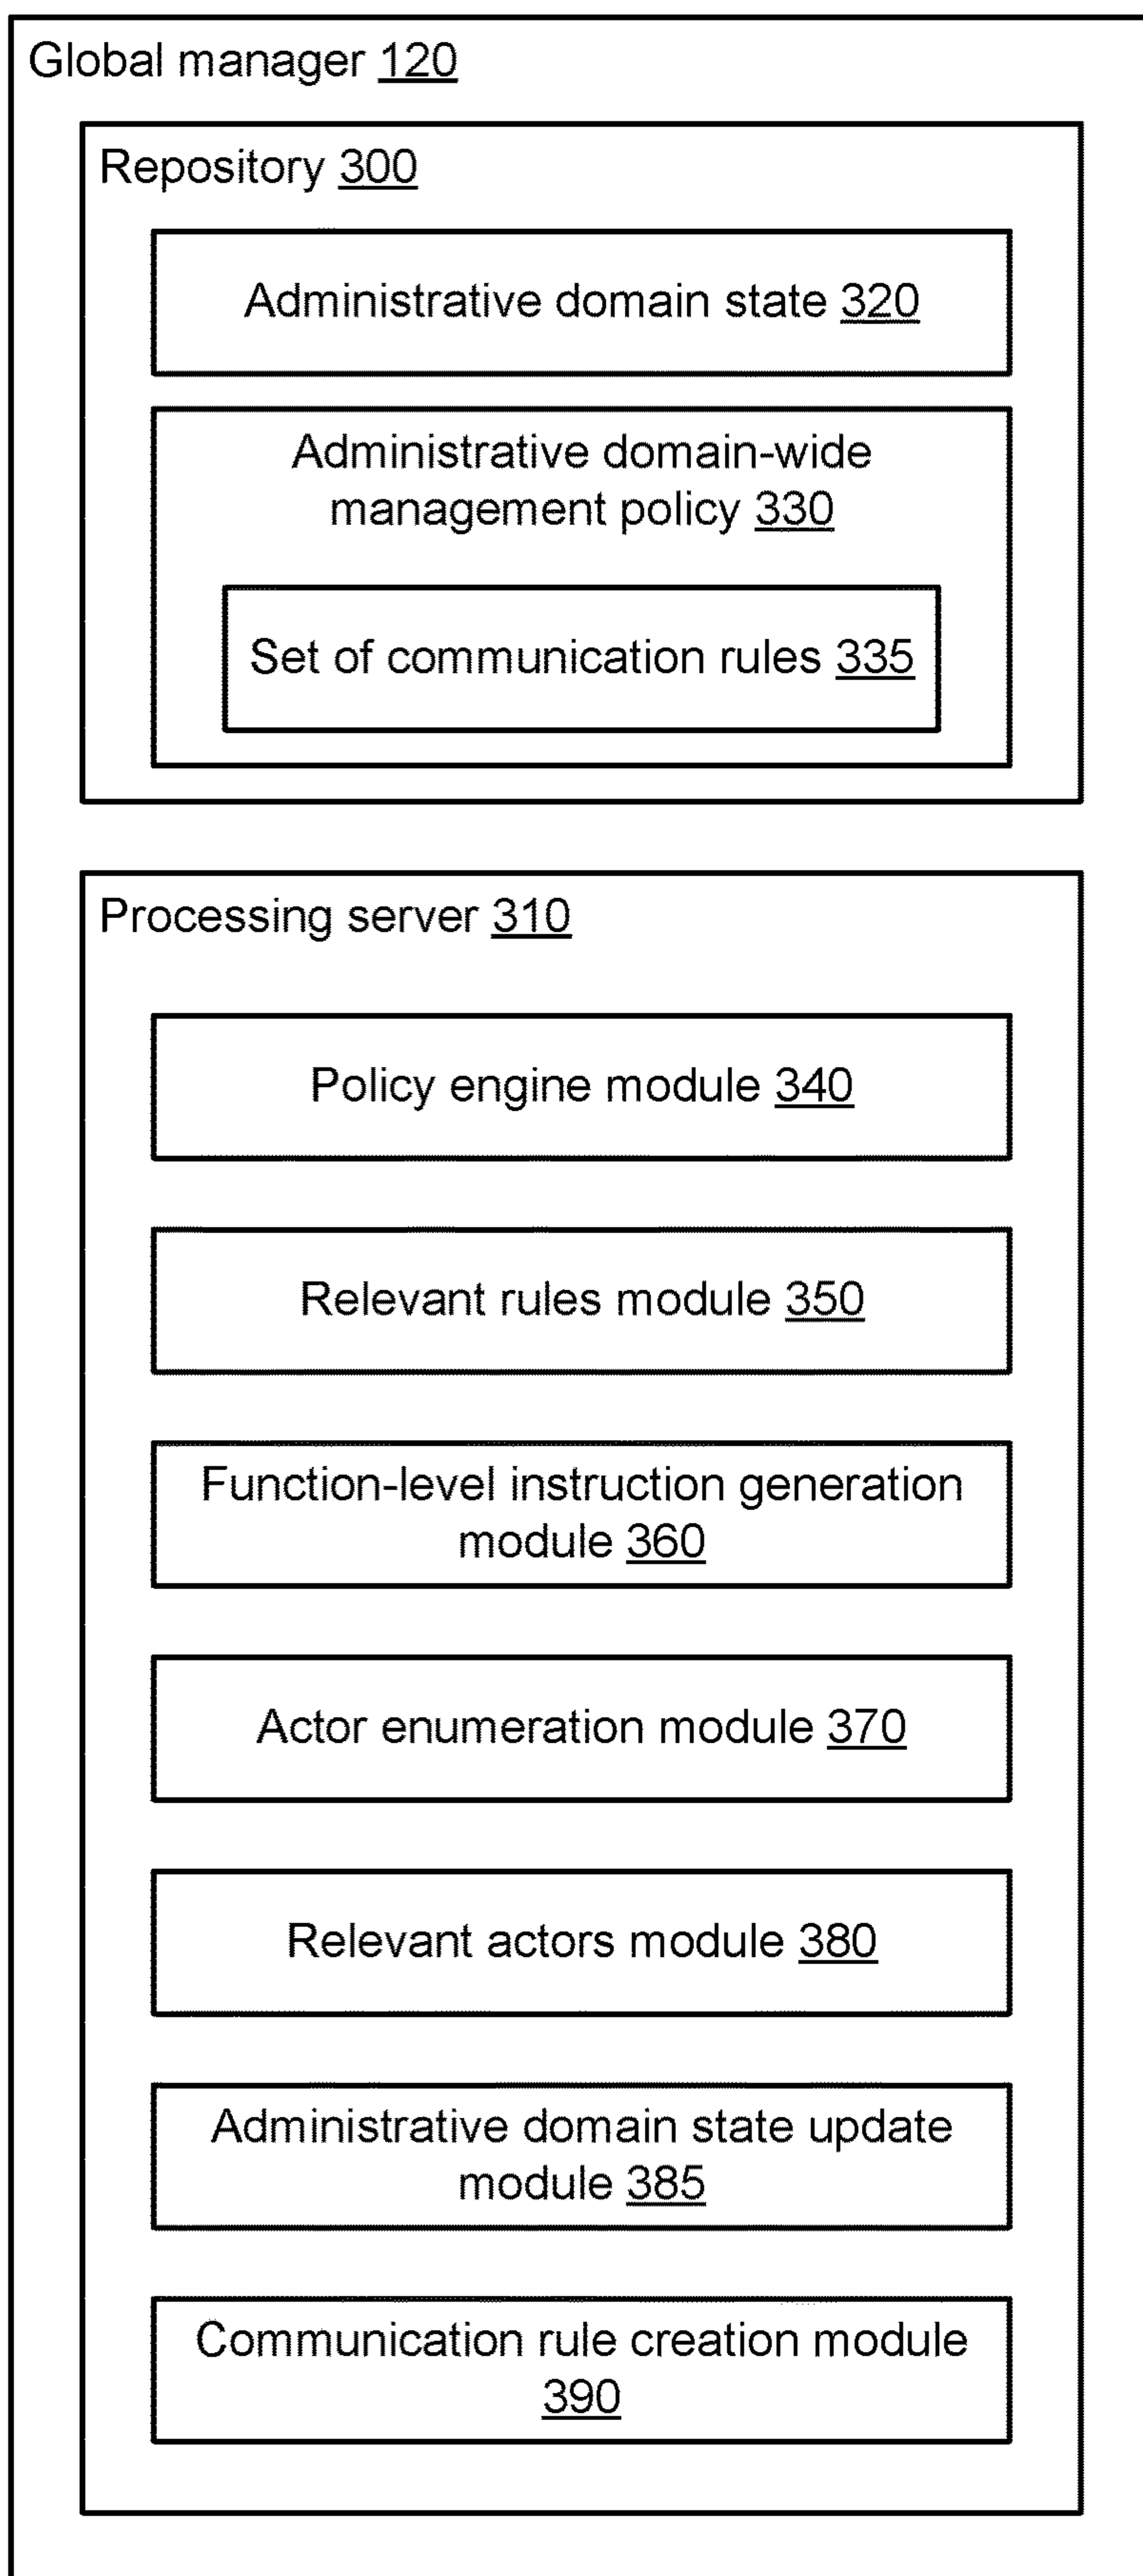 Global manager 120
Repository 300
Administrative domain state 320
Administrative domain-wide
management policy 330
Set of communication rules 335
Processing server 310
Policy engine module 340
Relevant rules module 350
Function-level instruction generation
module 360
Actor enumeration module 370
Relevant actors module 380
Administrative domain state update
module 385
Communication rule creation module
390